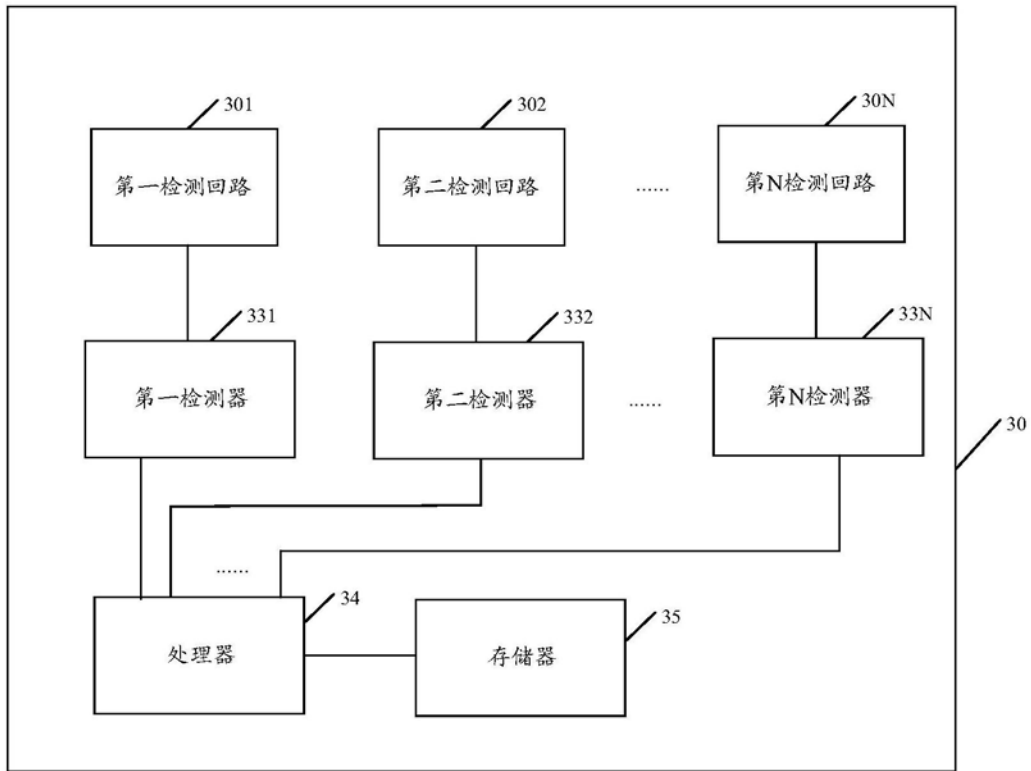 301
302
30N
第一检测回路
第二检测回路
......
第N检测回路
331
332
33N
第一检测器
第二检测器
......
第N检测器
30
......
34
35
处理器
存储器